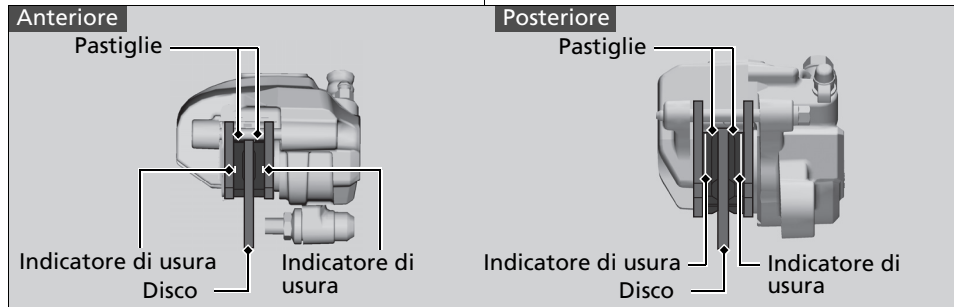 Anteriore
Pastiglie
Indicatore di usura
Indicatore di
usura
Disco
Posteriore
Pastiglie
Indicatore di usura
Indicatore di
usura
Disco